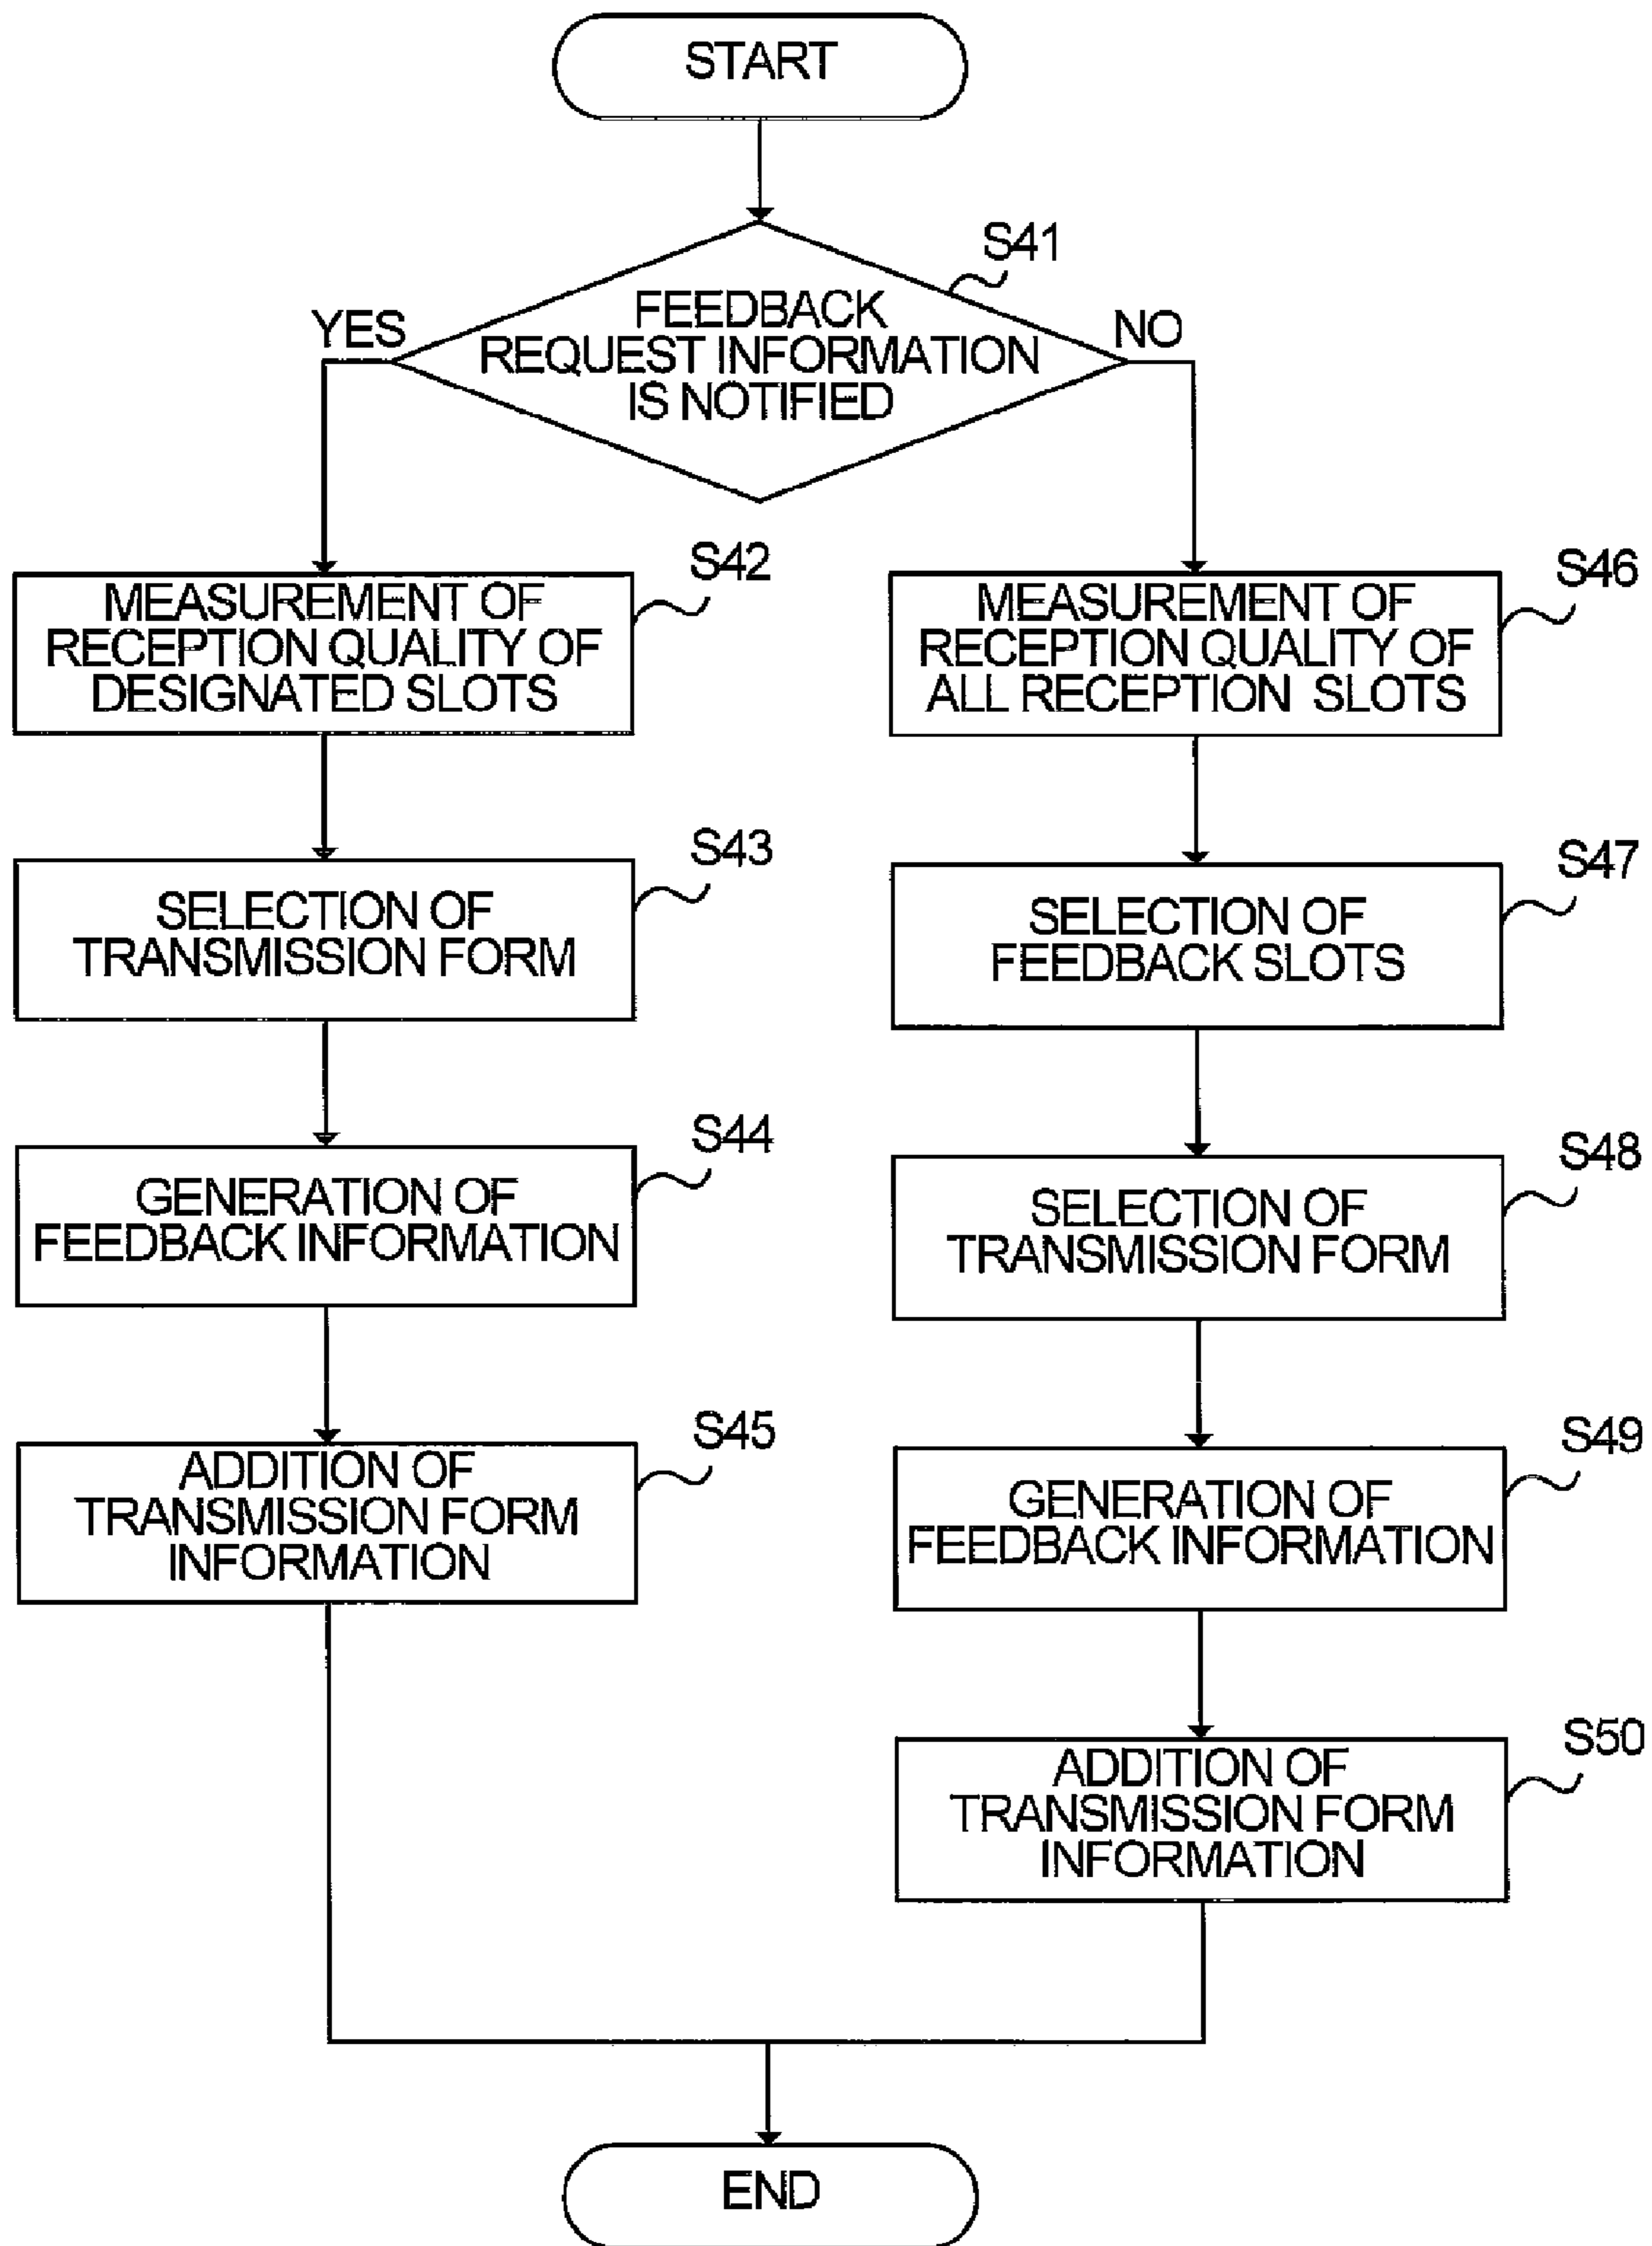 START
S41
FEEDBACK
REQUEST INFORMATION
IS NOTIFIED
YES
NO
S42
MEASUREMENT OF
RECEPTION QUALITY OF
DESIGNATED SLOTS
S43
SELECTION OF
TRANSMISSION FORM
S44
GENERATION OF
FEEDBACK INFORMATION
S45
ADDITION OF
TRANSMISSION FORM
INFORMATION
S46
MEASUREMENT OF
RECEPTION QUALITY OF
ALL RECEPTION SLOTS
S47
SELECTION OF
FEEDBACK SLOTS
S48
SELECTION OF
TRANSMISSION FORM
S49
GENERATION OF
FEEDBACK INFORMATION
S50
ADDITION OF
TRANSMISSION FORM
INFORMATION
END